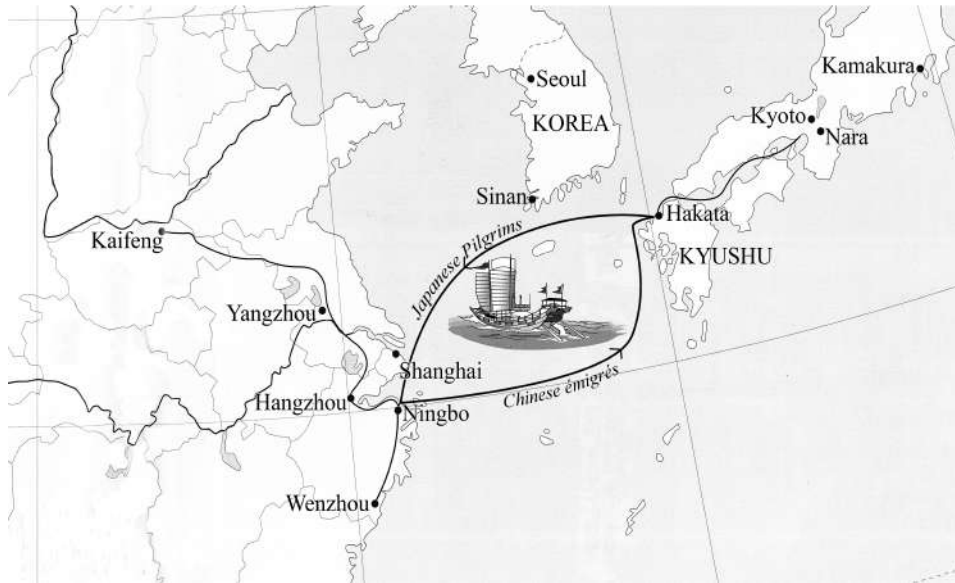 Kamakura
Seoul
Kyoto
KOREA
Nara
Sinan
Hakata
Kaifeng
KYUSHU
Japanese Pilgrims
Yangzhou
Shanghai
Chinese émigrés
Hangzhou
Ningbo
Wenzhou